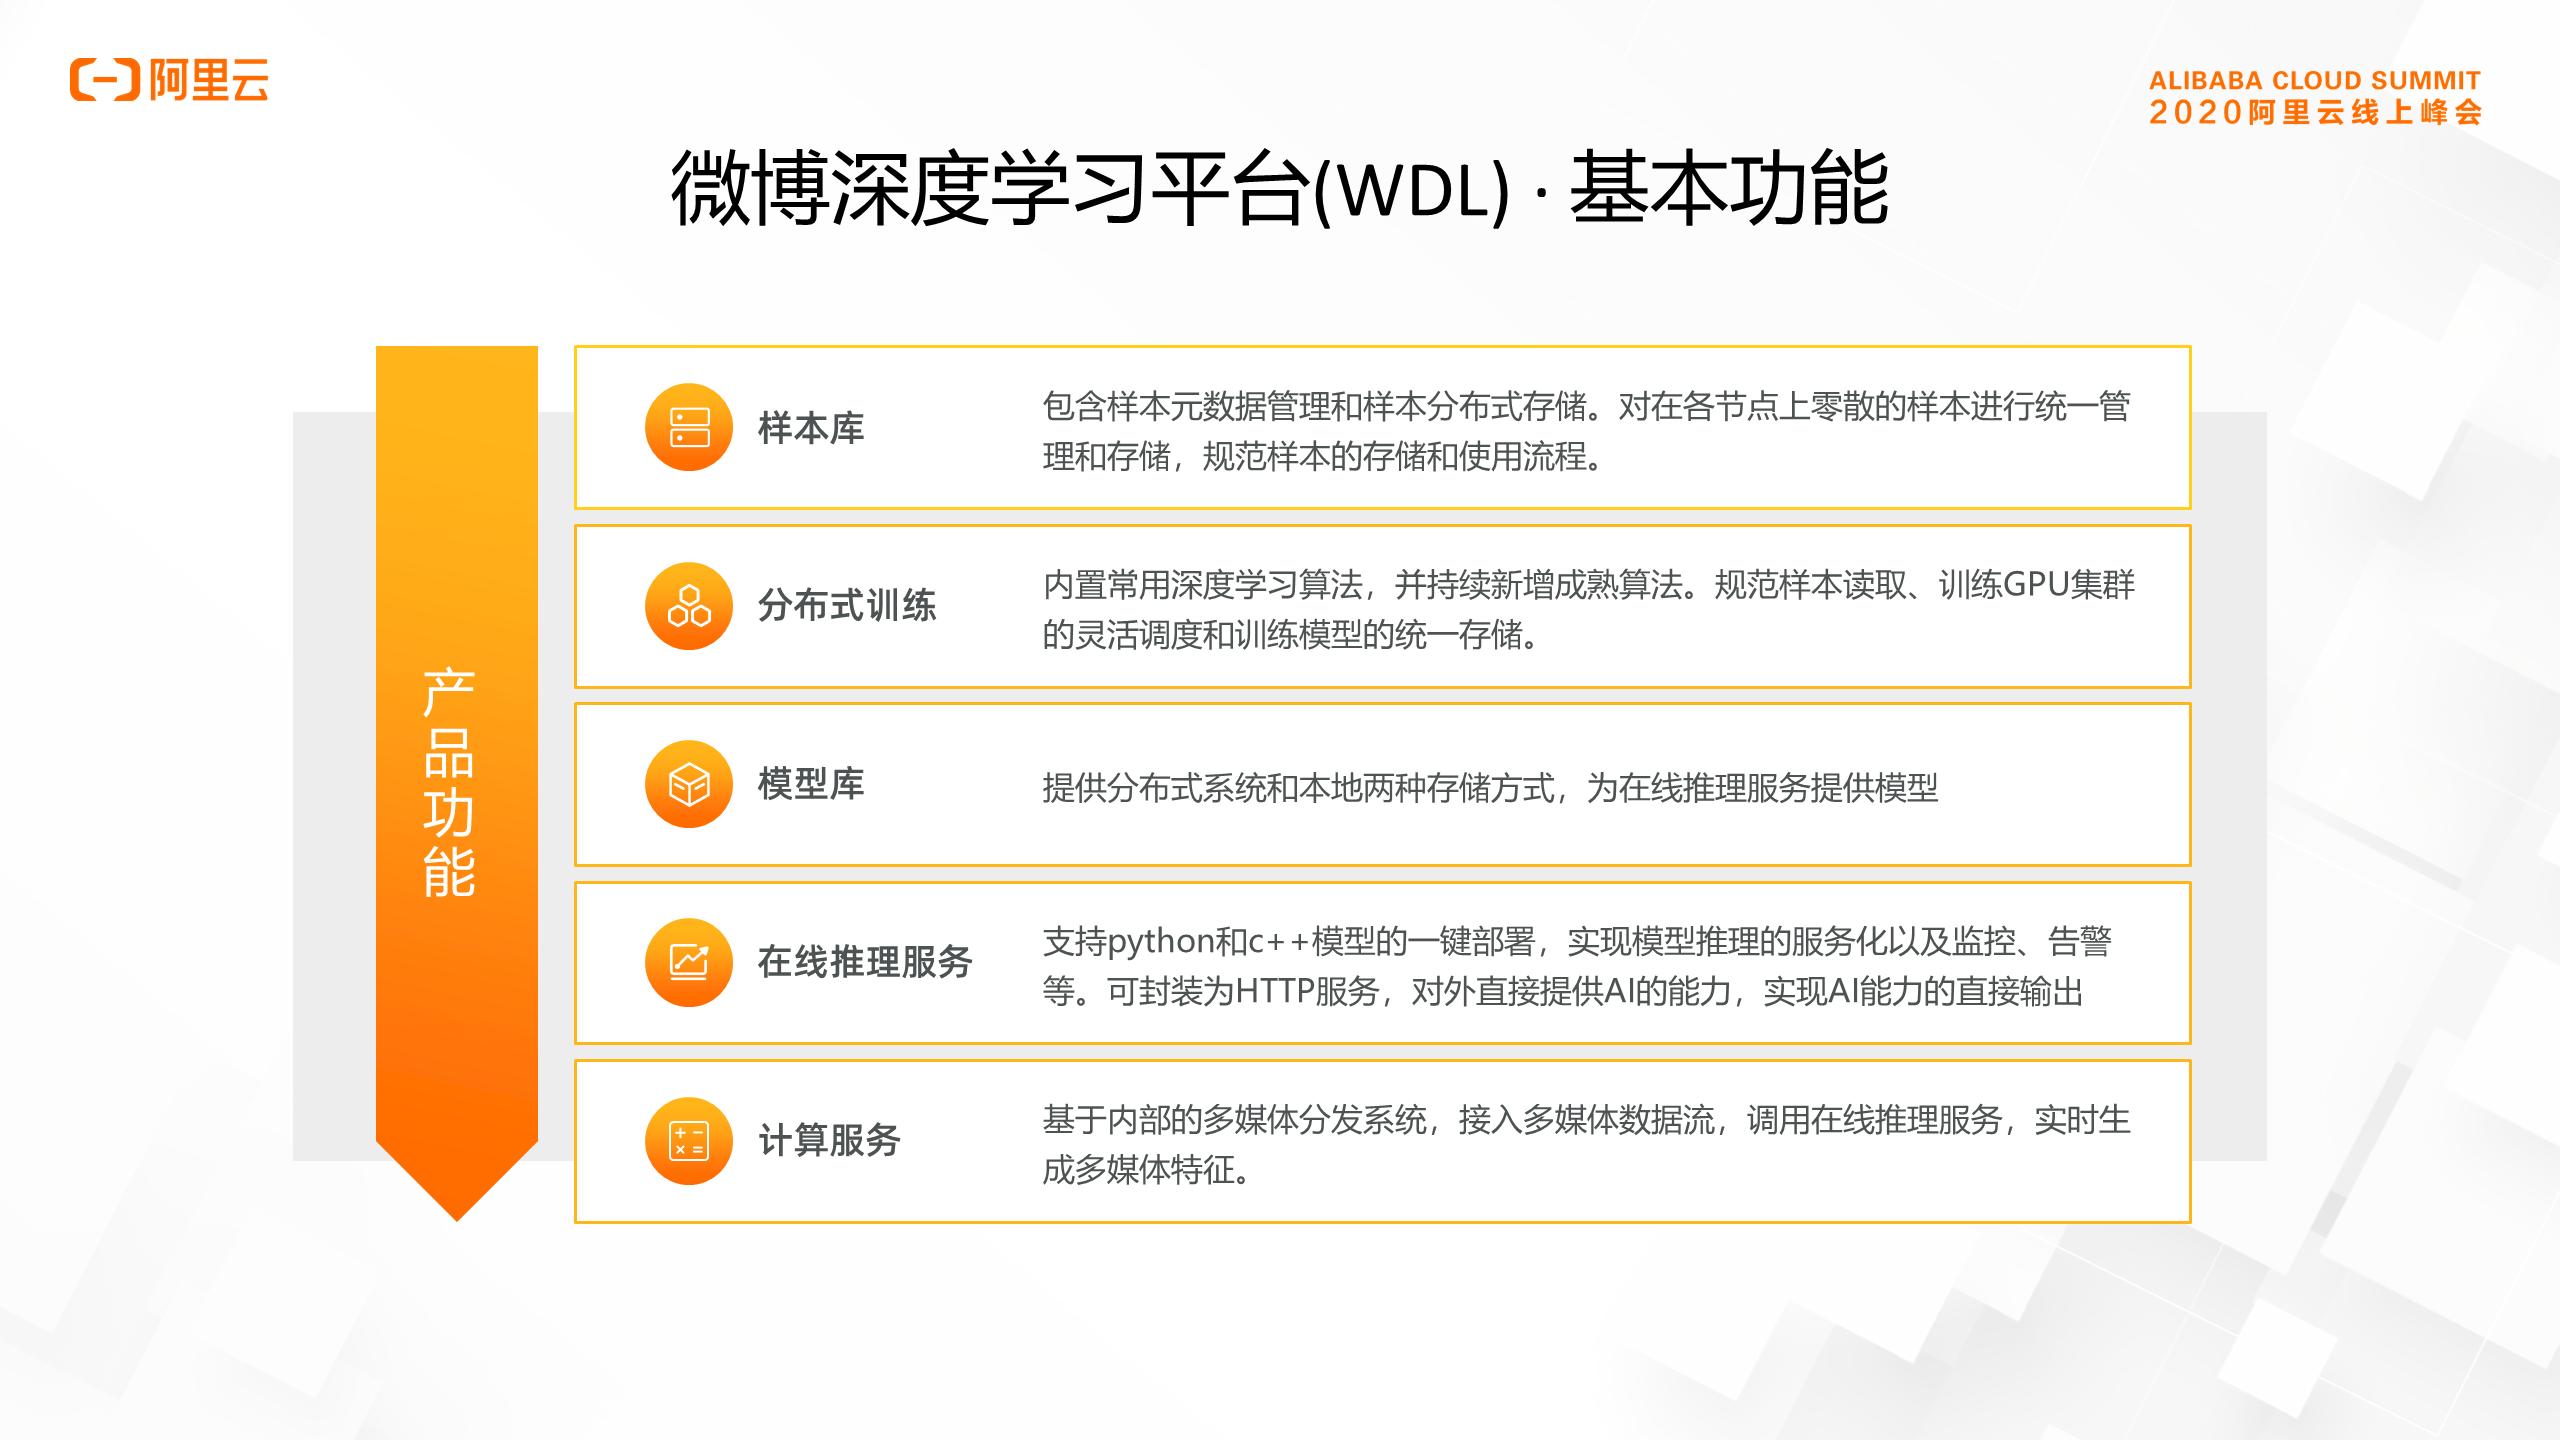 阿里云
ALIBABA CLOUD SUMMIT
2020阿里云线上峰会
微博深度学习平台(WDL) · 基本功能
产品功能
样本库
包含样本元数据管理和样本分布式存储。对在各节点上零散的样本进行统一管
理和存储，规范样本的存储和使用流程。
分布式训练
内置常用深度学习算法，并持续新增成熟算法。规范样本读取、训练GPU集群
的灵活调度和训练模型的统一存储。
模型库
提供分布式系统和本地两种存储方式，为在线推理服务提供模型
在线推理服务
支持python和c++模型的一键部署，实现模型推理的服务化以及监控、告警
等。可封装为HTTP服务，对外直接提供AI的能力，实现AI能力的直接输出
计算服务
基于内部的多媒体分发系统，接入多媒体数据流，调用在线推理服务，实时生
成多媒体特征。